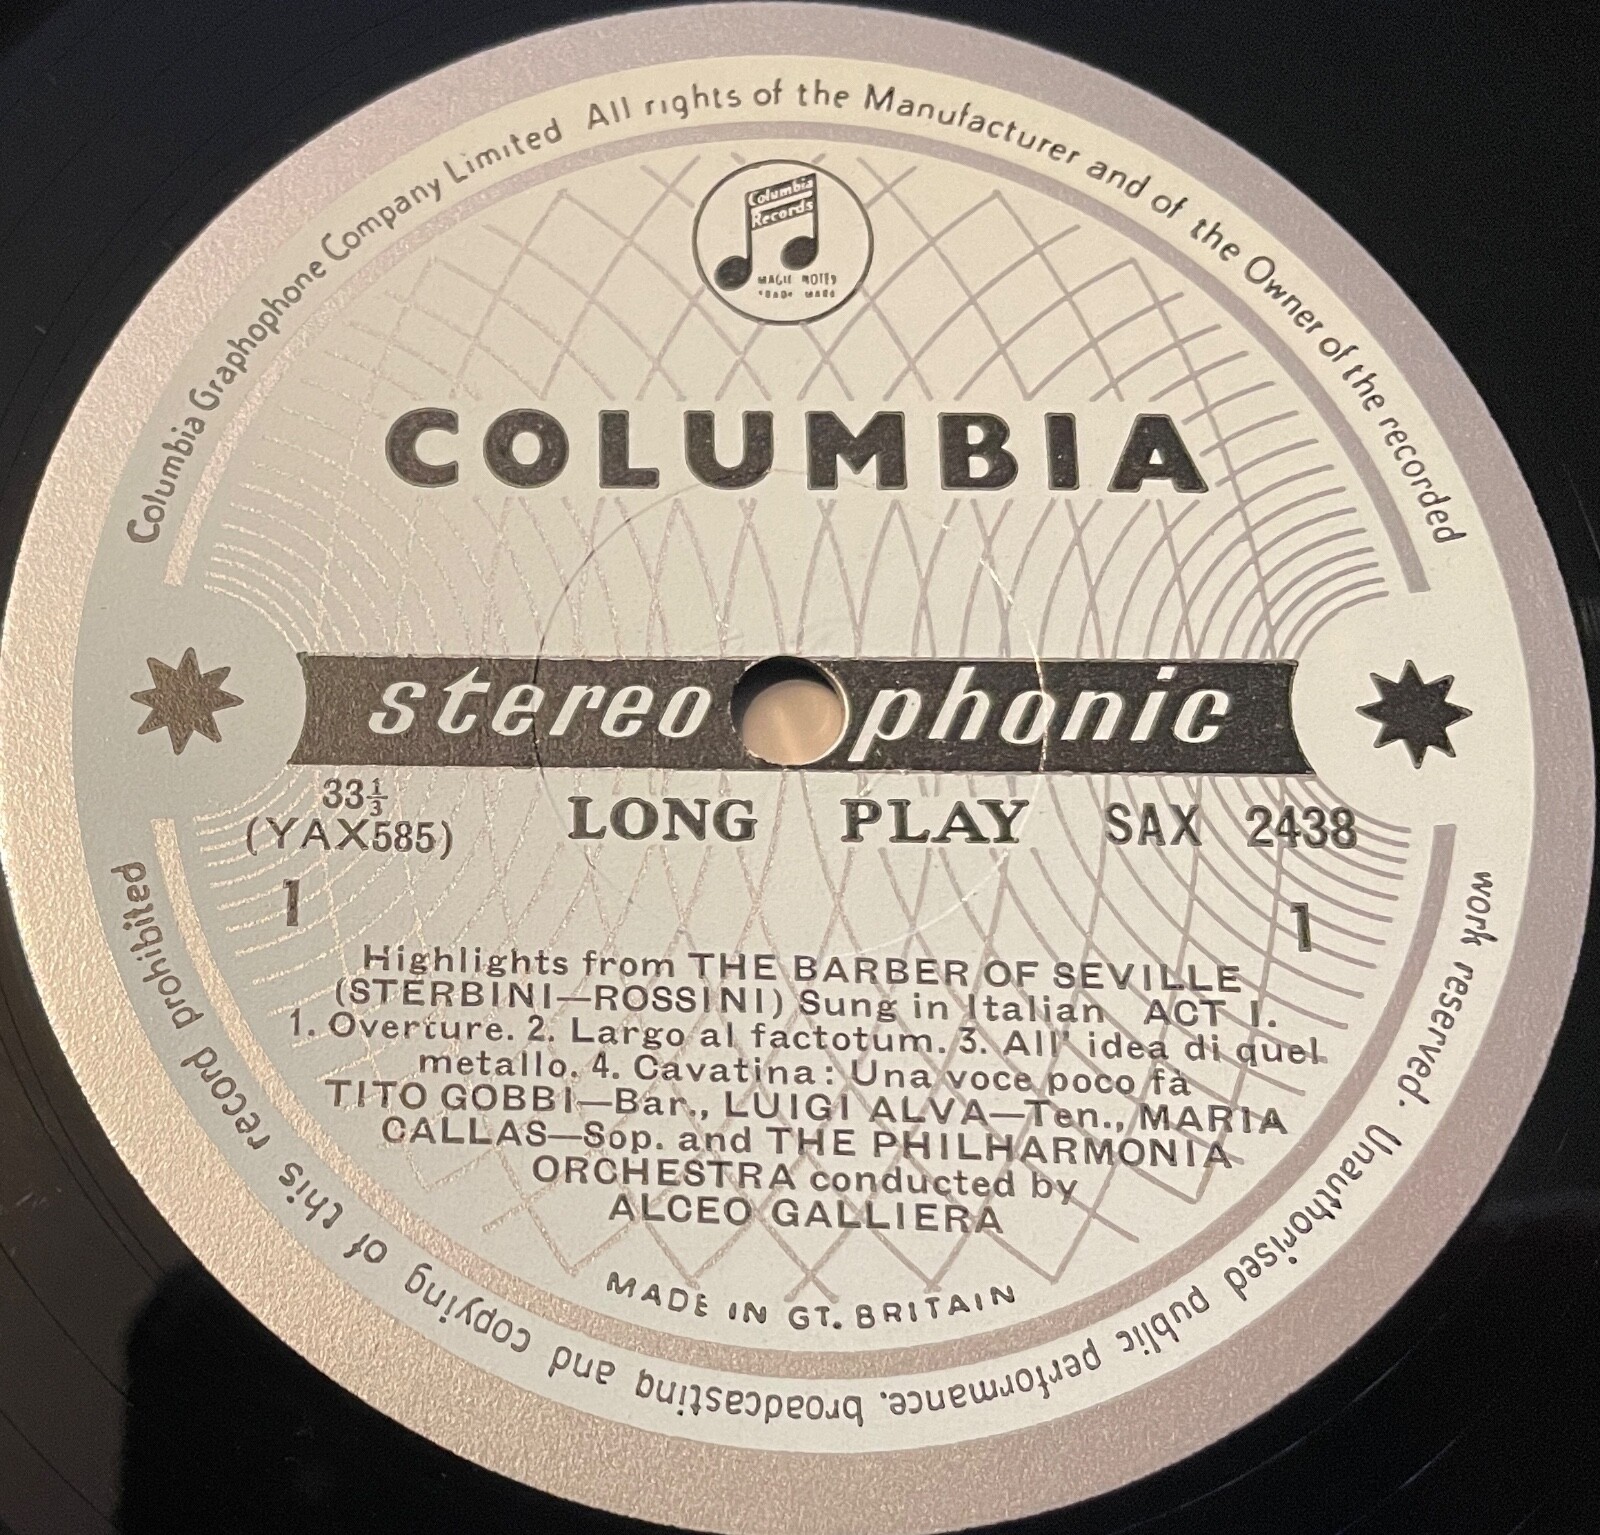 Columbia Graphophone Company Limited All rights of the Manufacturer and of the Owner of the recorded
work reserved. Unauthorised public performance, broadcasting and copying of this record prohibited
Columbia
Records
MAGIC NOTES
COLUMBIA
stereo phonic
33⅓
(YAX585)
LONG PLAY
SAX 2438
1
1
Highlights from THE BARBER OF SEVILLE
(STERBINI—ROSSINI) Sung in Italian ACT I.
1. Overture. 2. Largo al factotum. 3. All' idea di quel
metallo. 4. Cavatina: Una voce poco fà
TITO GOBBI—Bar., LUIGI ALVA—Ten., MARIA
CALLAS—Sop. and THE PHILHARMONIA
ORCHESTRA conducted by
ALCEO GALLIERA
MADE IN GT. BRITAIN